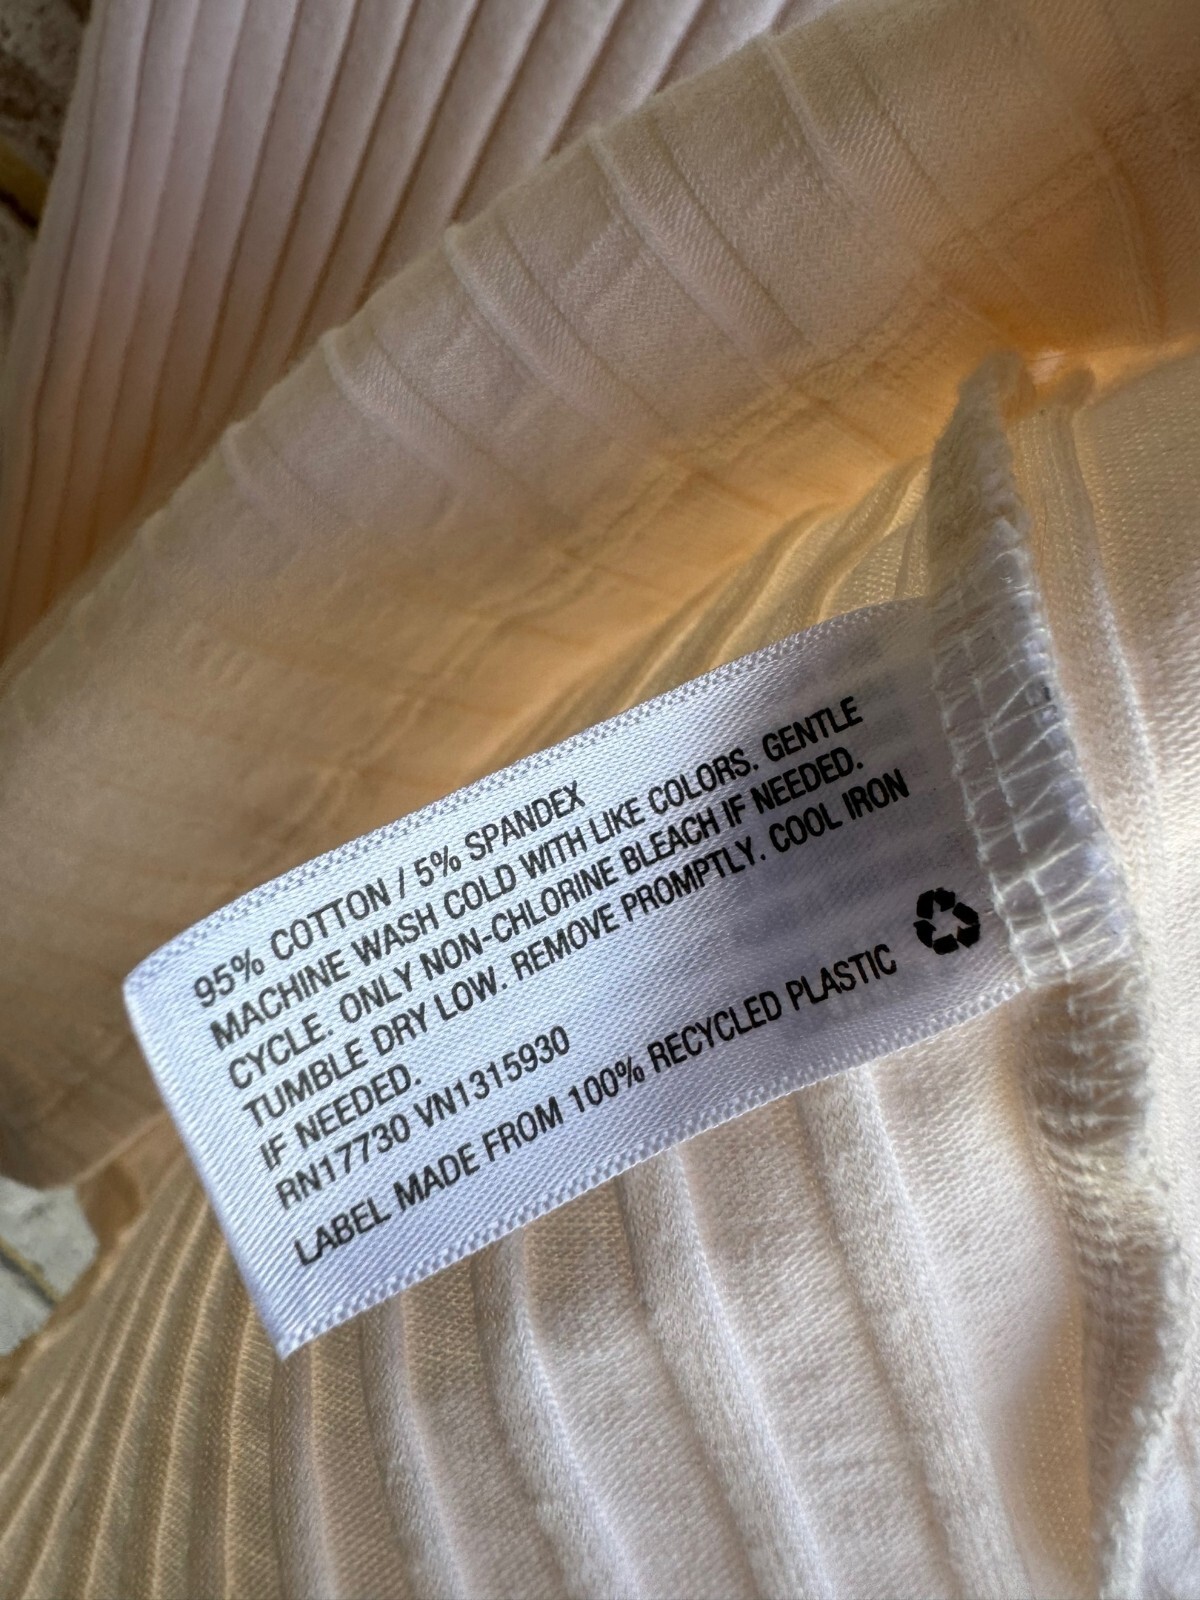 95% COTTON / 5% SPANDEX
MACHINE WASH COLD WITH LIKE COLORS. GENTLE
CYCLE. ONLY NON-CHLORINE BLEACH IF NEEDED.
TUMBLE DRY LOW. REMOVE PROMPTLY. COOL IRON
IF NEEDED.
RN17730 VN1315930
LABEL MADE FROM 100% RECYCLED PLASTIC